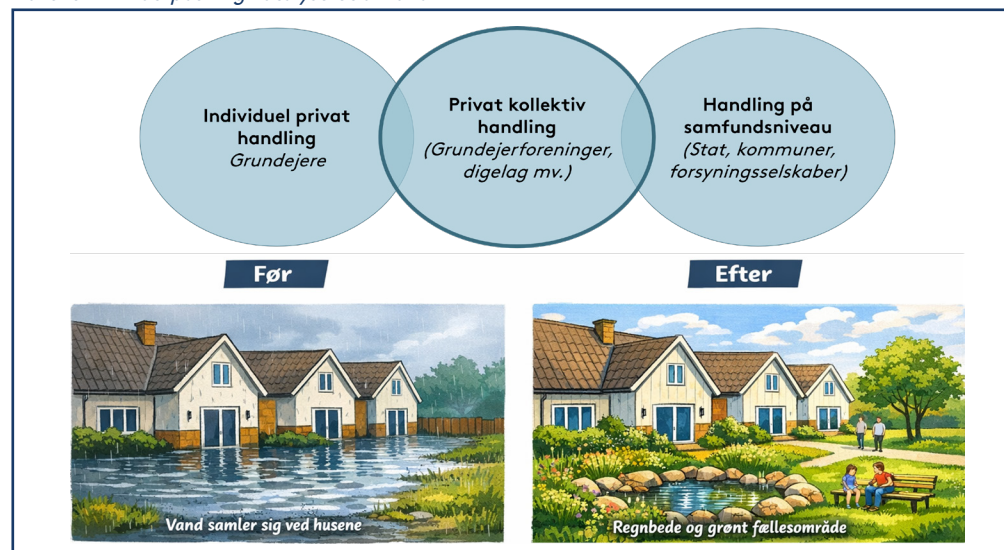 Individuel privat
handling
Grundejere
Privat kollektiv
handling
(Grundejerforeninger,
digelag mv.)
Handling på
samfundsniveau
(Stat, kommuner,
forsyningsselskaber)
Før
Efter
Vand samler sig ved husene
Regnbede og grønt fællesområde